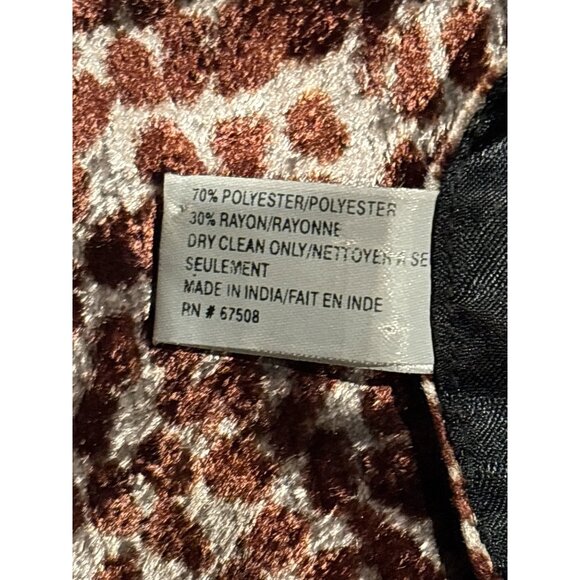 70% POLYESTER/POLYESTER
30% RAYON/RAYONNE
DRY CLEAN ONLY/NETTOYER A SE
SEULEMENT
MADE IN INDIA/FAIT EN INDE
RN # 67508